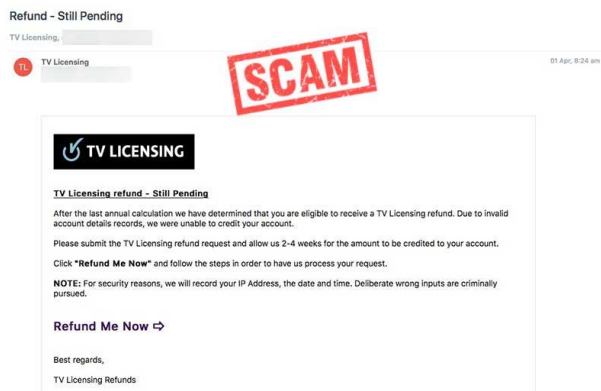 Refund - Still Pending
TV Licensing,
TL
TV Licensing
01 Apr, 8:24 am
SCAM
TV LICENSING
TV Licensing refund - Still Pending
After the last annual calculation we have determined that you are eligible to receive a TV Licensing refund. Due to invalid
account details records, we were unable to credit your account.
Please submit the TV Licensing refund request and allow us 2-4 weeks for the amount to be credited to your account.
Click "Refund Me Now" and follow the steps in order to have us process your request.
NOTE: For security reasons, we will record your IP Address, the date and time. Deliberate wrong inputs are criminally
pursued.
Refund Me Now ⇨
Best regards,
TV Licensing Refunds